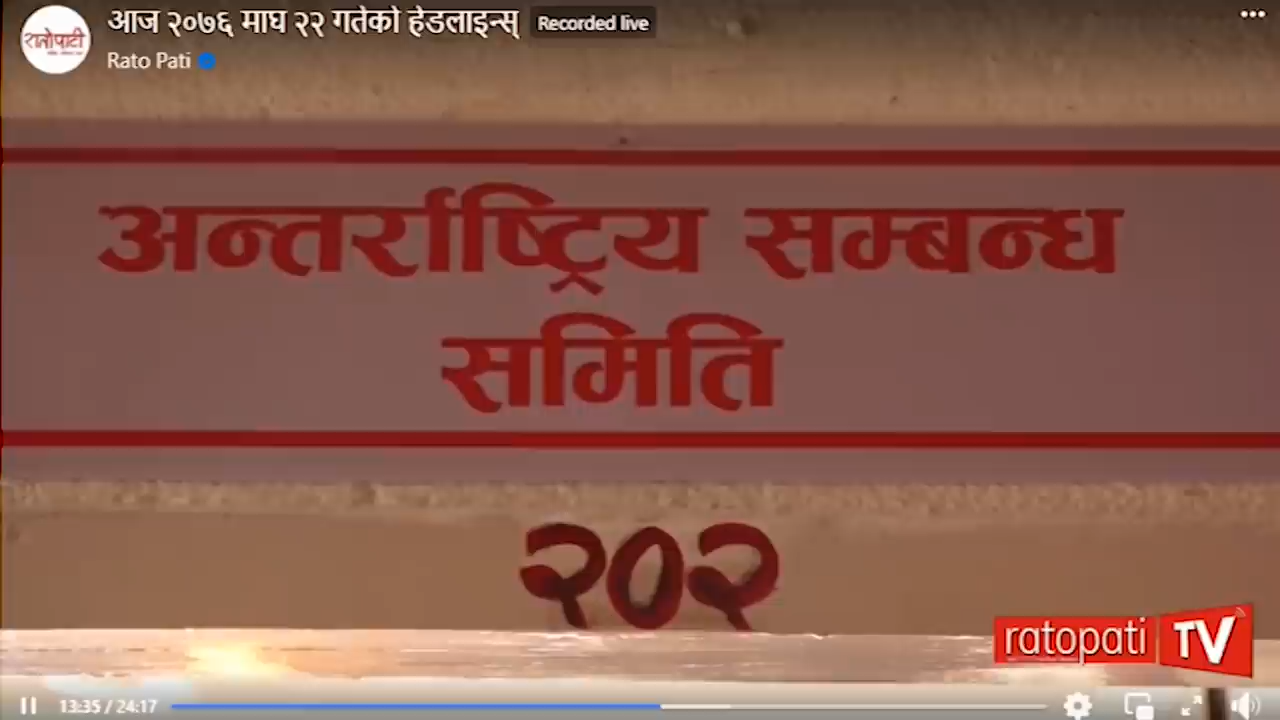 आज २०७६ माघ २२ गतेको हेडलाइन्स् Recorded live
रातोपाटी
Rato Pati
अन्तर्राष्ट्रिय सम्बन्ध
समिति
२०२
ratopati TV
13:35 / 24:17